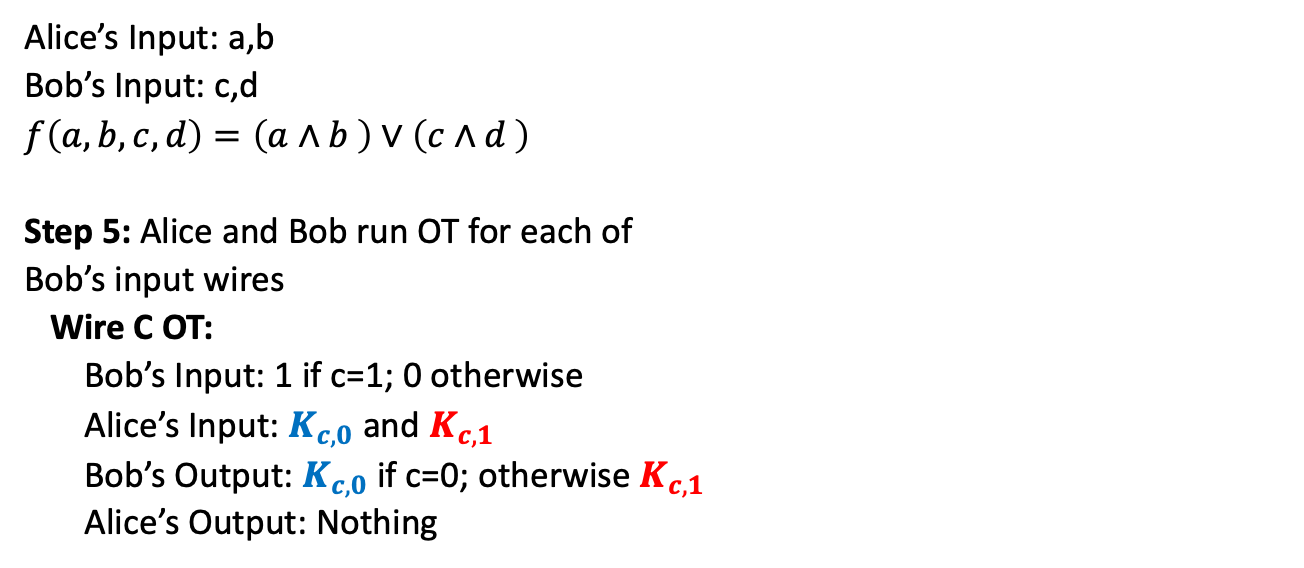 Alice’s Input: a,b
Bob’s Input: c,d
f(a, b, c, d) = (a ∧ b ) ∨ (c ∧ d )
Step 5: Alice and Bob run OT for each of
Bob’s input wires
Wire C OT:
Bob’s Input: 1 if c=1; 0 otherwise
Alice’s Input: K_{c,0} and K_{c,1}
Bob’s Output: K_{c,0} if c=0; otherwise K_{c,1}
Alice’s Output: Nothing